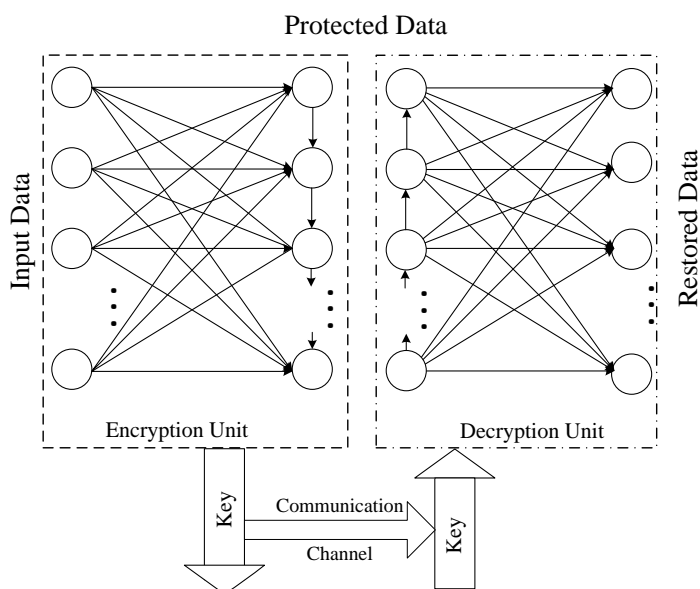 Protected Data
Input Data
Restored Data
Encryption Unit
Decryption Unit
Key
Communication
Channel
Key